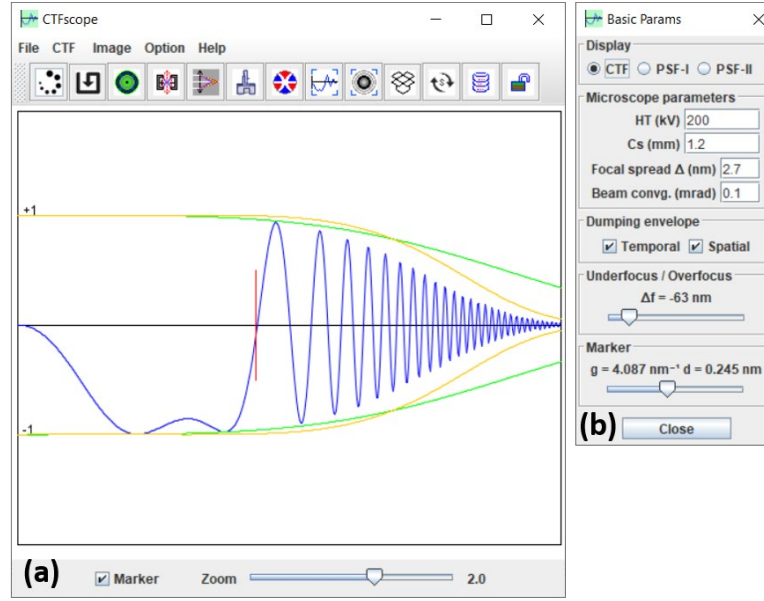 CTFscope
File CTF Image Option Help
+1
-1
(a)
Marker
Zoom
2.0
Basic Params
Display
CTF PSF-I PSF-II
Microscope parameters
HT (kV) 200
Cs (mm) 1.2
Focal spread Δ (nm) 2.7
Beam convg. (mrad) 0.1
Dumping envelope
Temporal Spatial
Underfocus / Overfocus
Δf = -63 nm
Marker
g = 4.087 nm⁻¹ d = 0.245 nm
(b)
Close